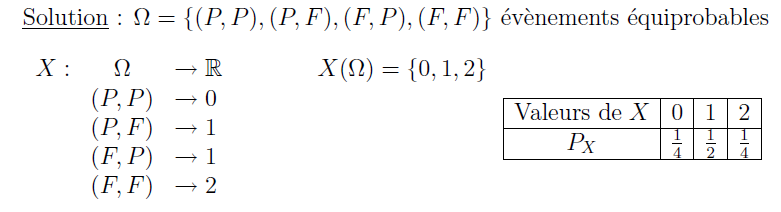 Solution : Ω = {(P, P), (P, F), (F, P), (F, F)} évènements équiprobables
X : Ω → ℝ X(Ω) = {0, 1, 2}
(P, P) → 0
(P, F) → 1
(F, P) → 1
(F, F) → 2
Valeurs de X 0 1 2
P_X 1/4 1/2 1/4